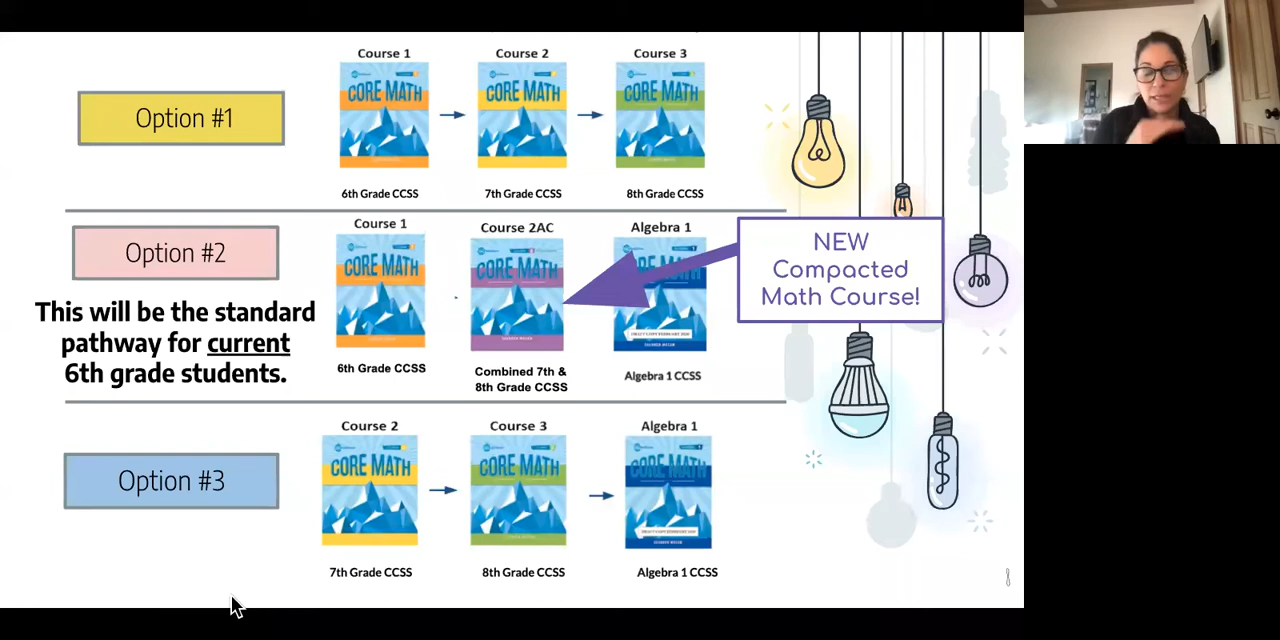 Course 1
Course 2
Course 3
Option #1
CORE MATH
CORE MATH
CORE MATH
6th Grade CCSS
7th Grade CCSS
8th Grade CCSS
Course 1
Course 2AC
Algebra 1
Option #2
CORE MATH
CORE MATH
CORE MATH
NEW
Compacted
Math Course!
This will be the standard
pathway for current
6th grade students.
6th Grade CCSS
Combined 7th &
8th Grade CCSS
Algebra 1 CCSS
Course 2
Course 3
Algebra 1
Option #3
CORE MATH
CORE MATH
CORE MATH
7th Grade CCSS
8th Grade CCSS
Algebra 1 CCSS